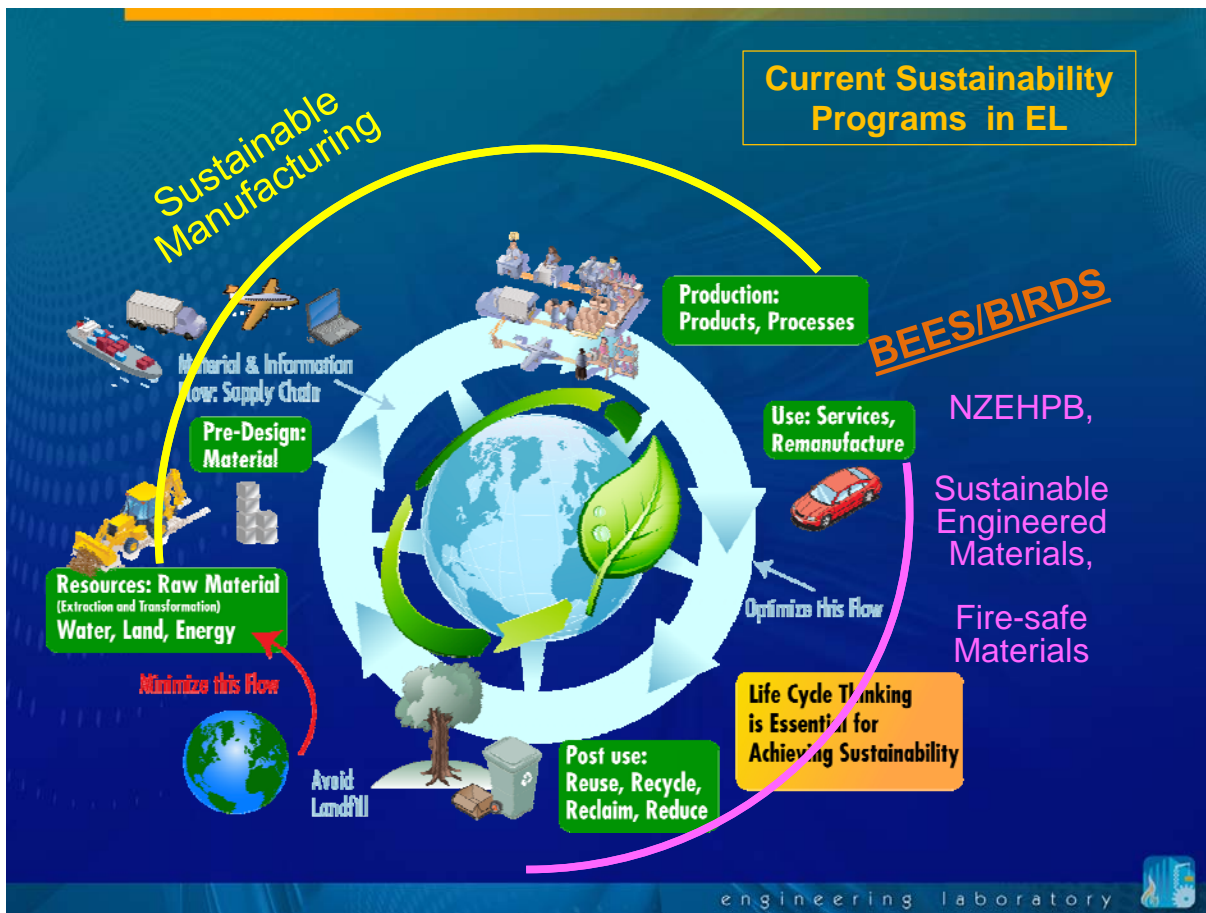 Current Sustainability
Programs in EL
Sustainable
Manufacturing
Production:
Products, Processes
BEES/BIRDS
Material & Information
Flow: Supply Chain
Pre-Design:
Material
Use: Services,
Remanufacture
NZEHPB,
Sustainable
Engineered
Materials,
Fire-safe
Materials
Resources: Raw Material
(Extraction and Transformation)
Water, Land, Energy
Optimize this Flow
Minimize this Flow
Life Cycle Thinking
is Essential for
Achieving Sustainability
Avoid
Landfill
Post use:
Reuse, Recycle,
Reclaim, Reduce
engineering laboratory